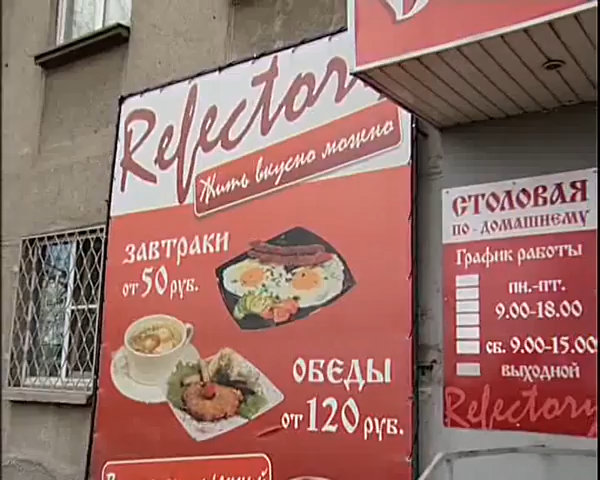 Refectory
Жить вкусно можно
ЗАВТРАКИ
от 50 руб.
ОБЕДЫ
от 120 руб.
СТОЛОВАЯ
ПО-ДОМАШНЕМУ
График работы
ПН.-ПТ.
9.00-18.00
СБ. 9.00-15.00
ВЫХОДНОЙ
Refectory